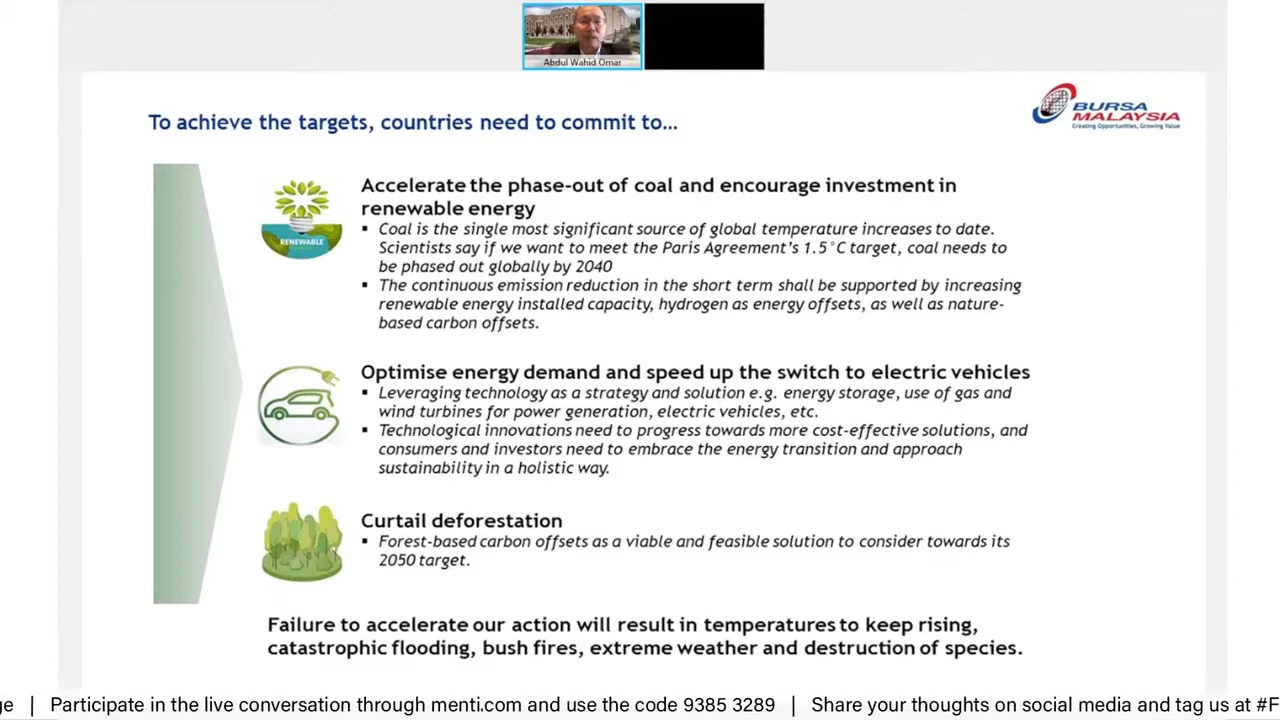 Abdul Wahid Omar
To achieve the targets, countries need to commit to...
BURSA
MALAYSIA
Creating Opportunities, Growing Value
Accelerate the phase-out of coal and encourage investment in
renewable energy
RENEWABLE
▪ Coal is the single most significant source of global temperature increases to date.
Scientists say if we want to meet the Paris Agreement's 1.5°C target, coal needs to
be phased out globally by 2040
▪ The continuous emission reduction in the short term shall be supported by increasing
renewable energy installed capacity, hydrogen as energy offsets, as well as nature-
based carbon offsets.
Optimise energy demand and speed up the switch to electric vehicles
▪ Leveraging technology as a strategy and solution e.g. energy storage, use of gas and
wind turbines for power generation, electric vehicles, etc.
▪ Technological innovations need to progress towards more cost-effective solutions, and
consumers and investors need to embrace the energy transition and approach
sustainability in a holistic way.
Curtail deforestation
▪ Forest-based carbon offsets as a viable and feasible solution to consider towards its
2050 target.
Failure to accelerate our action will result in temperatures to keep rising,
catastrophic flooding, bush fires, extreme weather and destruction of species.
ge | Participate in the live conversation through menti.com and use the code 9385 3289 | Share your thoughts on social media and tag us at #F